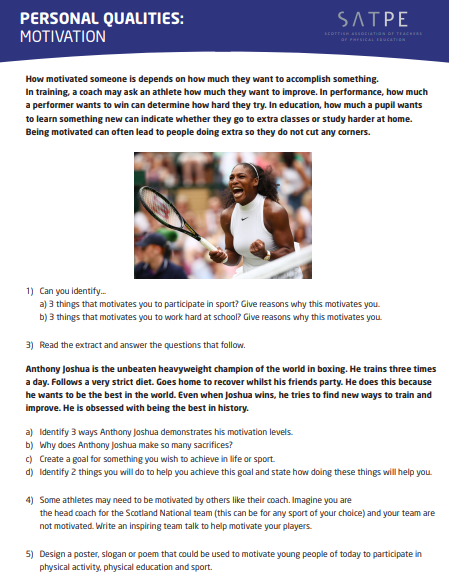 PERSONAL QUALITIES:
MOTIVATION
SATPE
SCOTTISH ASSOCIATION OF TEACHERS
OF PHYSICAL EDUCATION
How motivated someone is depends on how much they want to accomplish something.
In training, a coach may ask an athlete how much they want to improve. In performance, how much
a performer wants to win can determine how hard they try. In education, how much a pupil wants
to learn something new can indicate whether they go to extra classes or study harder at home.
Being motivated can often lead to people doing extra so they do not cut any corners.
1) Can you identify...
a) 3 things that motivates you to participate in sport? Give reasons why this motivates you.
b) 3 things that motivates you to work hard at school? Give reasons why this motivates you.
3) Read the extract and answer the questions that follow.
Anthony Joshua is the unbeaten heavyweight champion of the world in boxing. He trains three times
a day. Follows a very strict diet. Goes home to recover whilst his friends party. He does this because
he wants to be the best in the world. Even when Joshua wins, he tries to find new ways to train and
improve. He is obsessed with being the best in history.
a) Identify 3 ways Anthony Joshua demonstrates his motivation levels.
b) Why does Anthony Joshua make so many sacrifices?
c) Create a goal for something you wish to achieve in life or sport.
d) Identify 2 things you will do to help you achieve this goal and state how doing these things will help you.
4) Some athletes may need to be motivated by others like their coach. Imagine you are
the head coach for the Scotland National team (this can be for any sport of your choice) and your team are
not motivated. Write an inspiring team talk to help motivate your players.
5) Design a poster, slogan or poem that could be used to motivate young people of today to participate in
physical activity, physical education and sport.